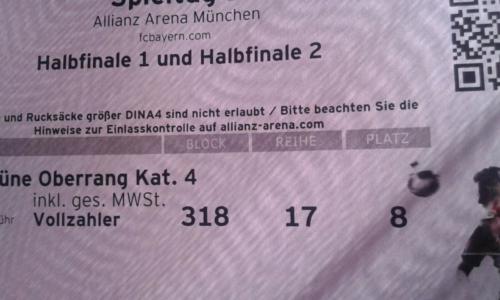 Allianz Arena München
fcbayern.com
Halbfinale 1 und Halbfinale 2
und Rucksäcke größer DINA4 sind nicht erlaubt / Bitte beachten Sie die
Hinweise zur Einlasskontrolle auf allianz-arena.com
BLOCK REIHE PLATZ
üne Oberrang Kat. 4
inkl. ges. MWSt.
ühr Vollzahler 318 17 8